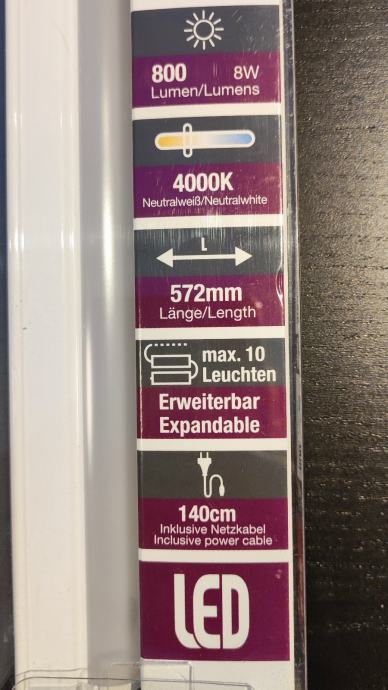 800 8W
Lumen/Lumens
4000K
Neutralweiß/Neutralwhite
L
572mm
Länge/Length
max. 10
Leuchten
Erweiterbar
Expandable
140cm
Inklusive Netzkabel
Inclusive power cable
LED